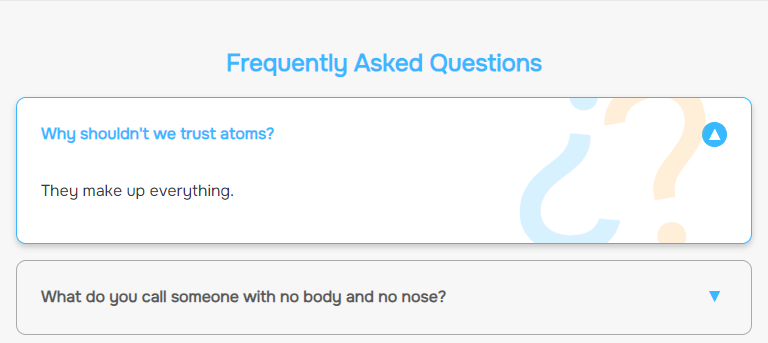 Frequently Asked Questions
Why shouldn't we trust atoms?
They make up everything.
What do you call someone with no body and no nose?